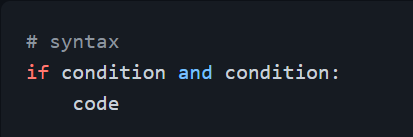 # syntax
if condition and condition:
    code